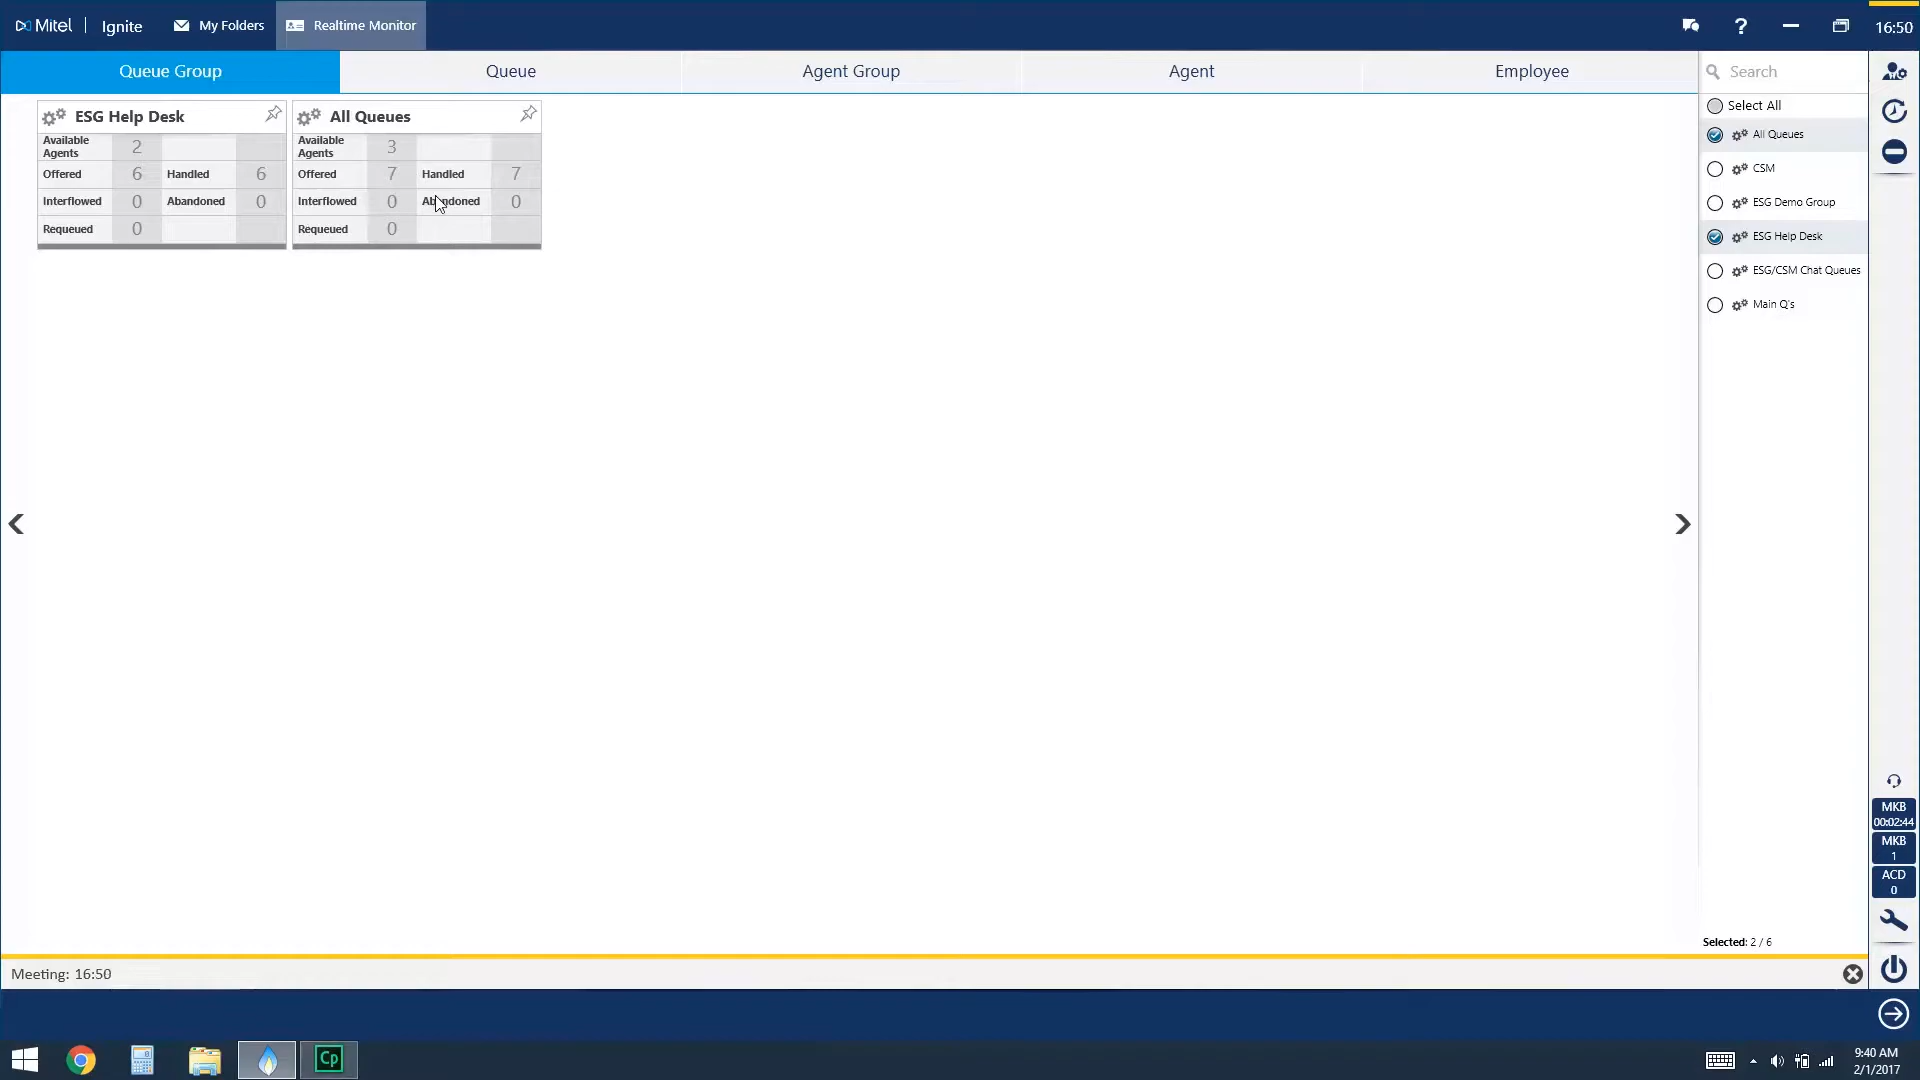 Mitel | Ignite My Folders Realtime Monitor ? 16:50
Queue Group Queue Agent Group Agent Employee Search
ESG Help Desk
Available
Agents 2
Offered 6 Handled 6
Interflowed 0 Abandoned 0
Requeued 0
All Queues
Available
Agents 3
Offered 7 Handled 7
Interflowed 0 Abandoned 0
Requeued 0
Select All
All Queues
CSM
ESG Demo Group
ESG Help Desk
ESG/CSM Chat Queues
Main Q's
MKB
00:02:44
MKB
1
ACD
0
Selected: 2 / 6
Meeting: 16:50
Cp
9:40 AM
2/1/2017